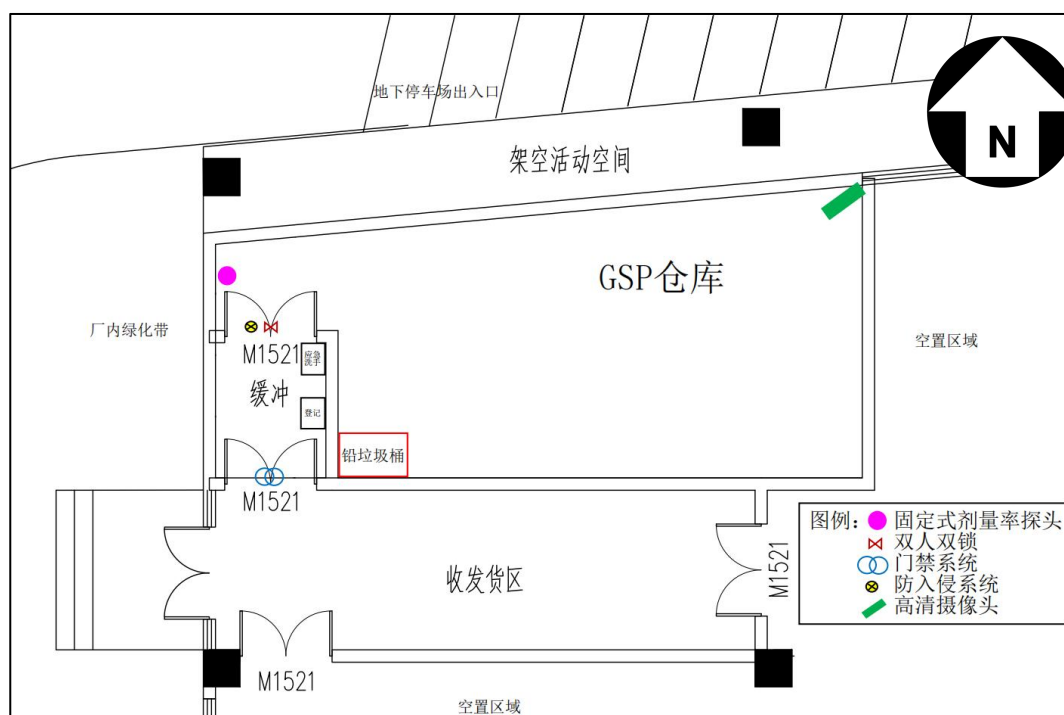 地下停车场出入口
架空活动空间
N
GSP仓库
厂内绿化带
空置区域
M1521
应急
洗手
缓冲
登记
铅垃圾桶
M1521
收发货区
M1521
M1521
空置区域
图例：
固定式剂量率探头
双人双锁
门禁系统
防入侵系统
高清摄像头